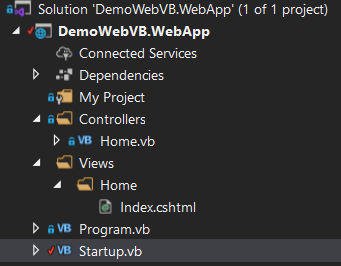 Solution 'DemoWebVB.WebApp' (1 of 1 project)
DemoWebVB.WebApp
Connected Services
Dependencies
My Project
Controllers
VB Home.vb
Views
Home
Index.cshtml
VB Program.vb
VB Startup.vb